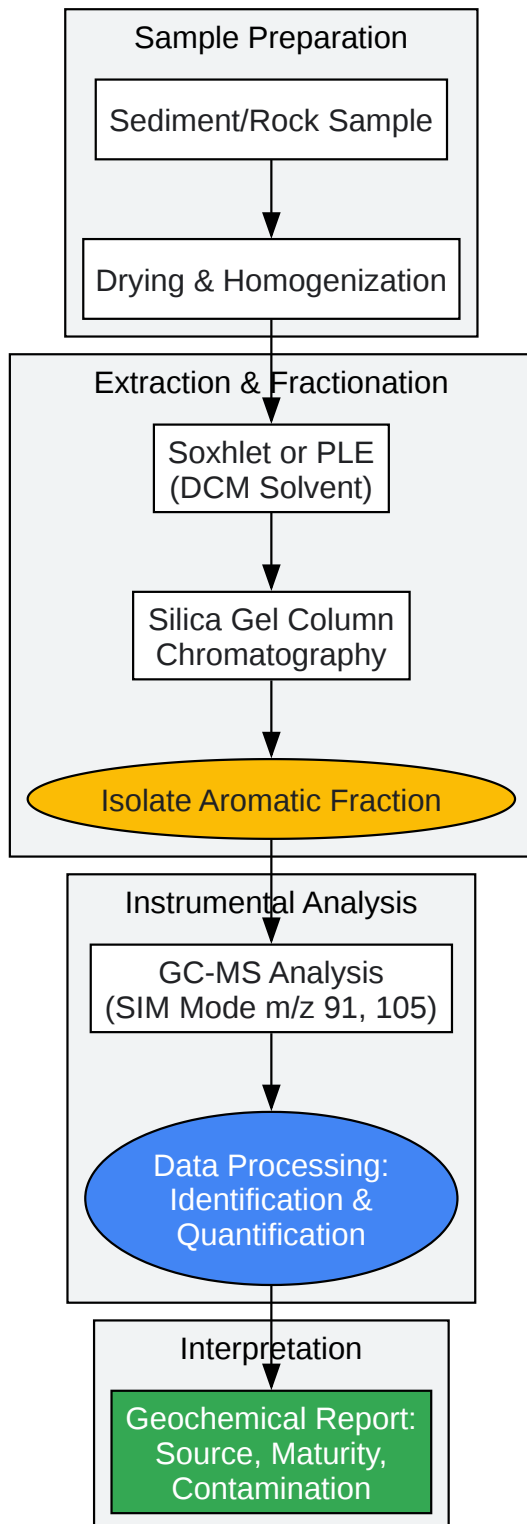 Sample Preparation
Sediment/Rock Sample
Drying & Homogenization
Extraction & Fractionation
Soxhlet or PLE
(DCM Solvent)
Silica Gel Column
Chromatography
Isolate Aromatic Fraction
Instrumental Analysis
GC-MS Analysis
(SIM Mode m/z 91, 105)
Data Processing:
Identification &
Quantification
Interpretation
Geochemical Report:
Source, Maturity,
Contamination